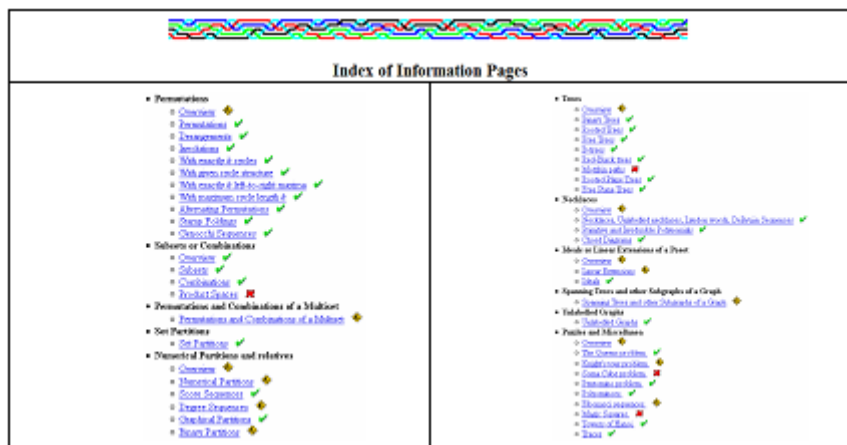 Index of Information Pages
Permutations
Overview
Permutations
Derangements
Involutions
With exactly k cycles
With given cycle structure
With exactly k left-to-right maxima
With maximum cycle length k
Alternating Permutations
Stamp Foldings
Genocchi Sequences
Subsets or Combinations
Overview
Subsets
Combinations
Product Spaces
Permutations and Combinations of a Multiset
Permutations and Combinations of a Multiset
Set Partitions
Set Partitions
Numerical Partitions and relatives
Overview
Numerical Partitions
Score Sequences
Degree Sequences
Graphical Partitions
Binary Partitions
Trees
Overview
Binary Trees
Rooted Trees
Free Trees
B-trees
Red-Black trees
Motzkin paths
Rooted Plane Trees
Free Plane Trees
Necklaces
Overview
Necklaces, Unlabelled necklaces, Lyndon words, DeBruijn Sequences
Primitive and Irreducible Polynomials
Chord Diagrams
Ideals or Linear Extensions of a Poset
Overview
Linear Extensions
Ideals
Spanning Trees and other Subgraphs of a Graph
Spanning Trees and other Subgraphs of a Graph
Unlabelled Graphs
Unlabelled Graphs
Puzzles and Miscellanea
Overview
The Queens problem,
Knight's tour problem,
Soma Cube problem,
Pentomino problem,
Polyominoes,
Fibonacci sequences,
Magic Squares,
Towers of Hanoi,